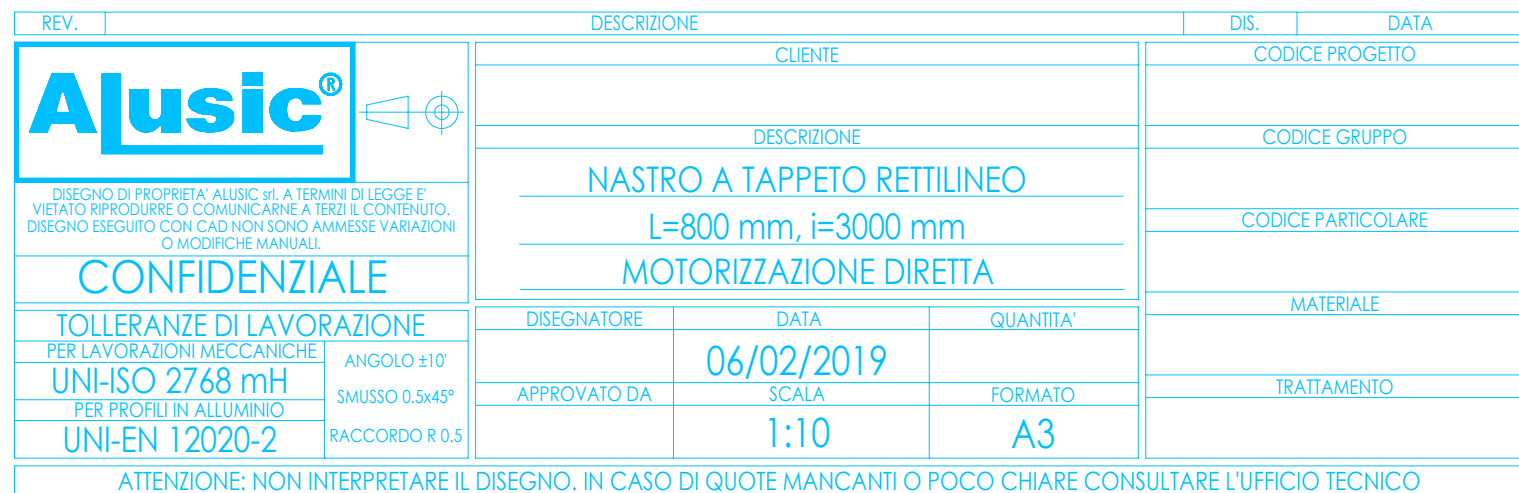 REV. DESCRIZIONE DIS. DATA
ALUSIC®
DISEGNO DI PROPRIETA' ALUSIC srl. A TERMINI DI LEGGE E'
VIETATO RIPRODURRE O COMUNICARNE A TERZI IL CONTENUTO.
DISEGNO ESEGUITO CON CAD NON SONO AMMESSE VARIAZIONI
O MODIFICHE MANUALI.
CONFIDENZIALE
TOLLERANZE DI LAVORAZIONE
PER LAVORAZIONI MECCANICHE
UNI-ISO 2768 mH
PER PROFILI IN ALLUMINIO
UNI-EN 12020-2
ANGOLO ±10'
SMUSSO 0.5x45°
RACCORDO R 0.5
CLIENTE
DESCRIZIONE
NASTRO A TAPPETO RETTILINEO
L=800 mm, i=3000 mm
MOTORIZZAZIONE DIRETTA
DISEGNATORE DATA QUANTITA'
06/02/2019
APPROVATO DA SCALA FORMATO
1:10 A3
CODICE PROGETTO
CODICE GRUPPO
CODICE PARTICOLARE
MATERIALE
TRATTAMENTO
ATTENZIONE: NON INTERPRETARE IL DISEGNO. IN CASO DI QUOTE MANCANTI O POCO CHIARE CONSULTARE L'UFFICIO TECNICO